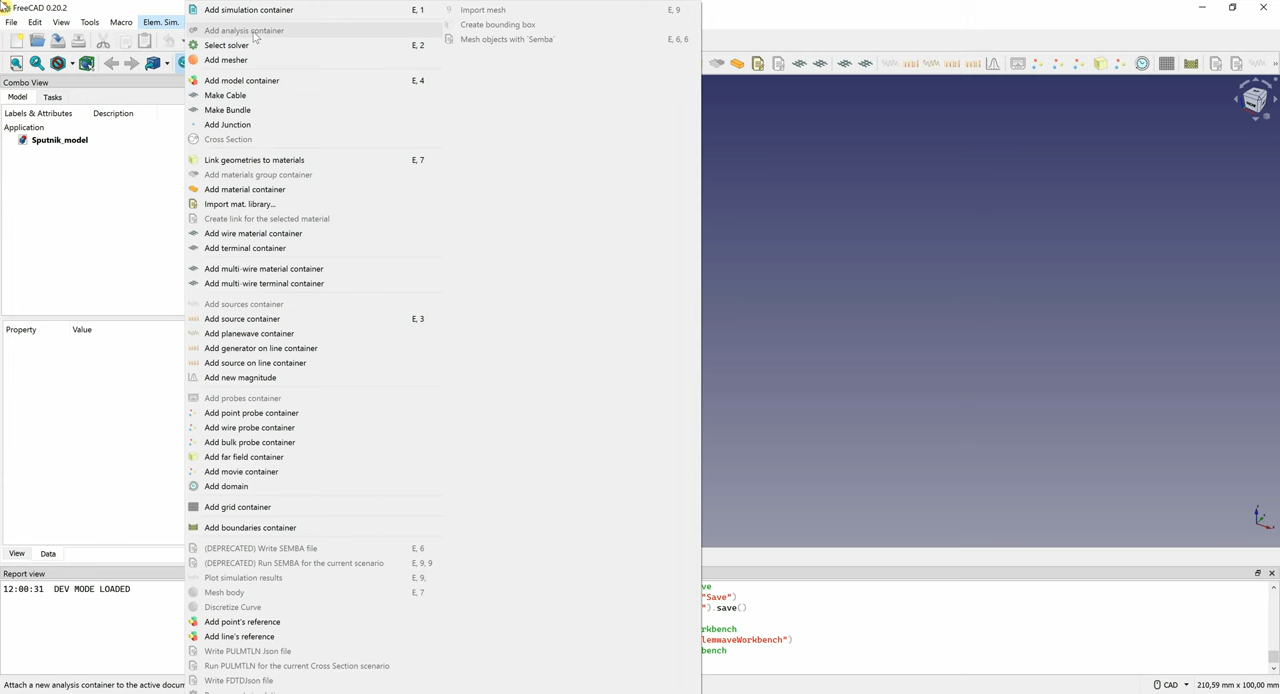 FreeCAD 0.20.2
File Edit View Tools Macro Elem. Sim.
Combo View
Model Tasks
Labels & Attributes Description
Application
Sputnik_model
Property Value
View Data
Report view
12:00:31 DEV MODE LOADED
Attach a new analysis container to the active docum
Add simulation container E, 1
Add analysis container
Select solver E, 2
Add mesher
Add model container E, 4
Make Cable
Make Bundle
Add Junction
Cross Section
Link geometries to materials E, 7
Add materials group container
Add material container
Import mat. library...
Create link for the selected material
Add wire material container
Add terminal container
Add multi-wire material container
Add multi-wire terminal container
Add sources container
Add source container E, 3
Add planewave container
Add generator on line container
Add source on line container
Add new magnitude
Add probes container
Add point probe container
Add wire probe container
Add bulk probe container
Add far field container
Add movie container
Add domain
Add grid container
Add boundaries container
(DEPRECATED) Write SEMBA file E, 6
(DEPRECATED) Run SEMBA for the current scenario E, 9, 9
Plot simulation results E, 9,
Mesh body E, 7
Discretize Curve
Add point's reference
Add line's reference
Write PULMTLN Json file
Run PULMTLN for the current Cross Section scenario
Write FDTDJson file
Import mesh E, 9
Create bounding box
Mesh objects with `Semba` E, 6, 6
ve
"Save")
").save()
rkbench
lemwaveWorkbench")
bench
CAD 210,59 mm x 100,00 mm